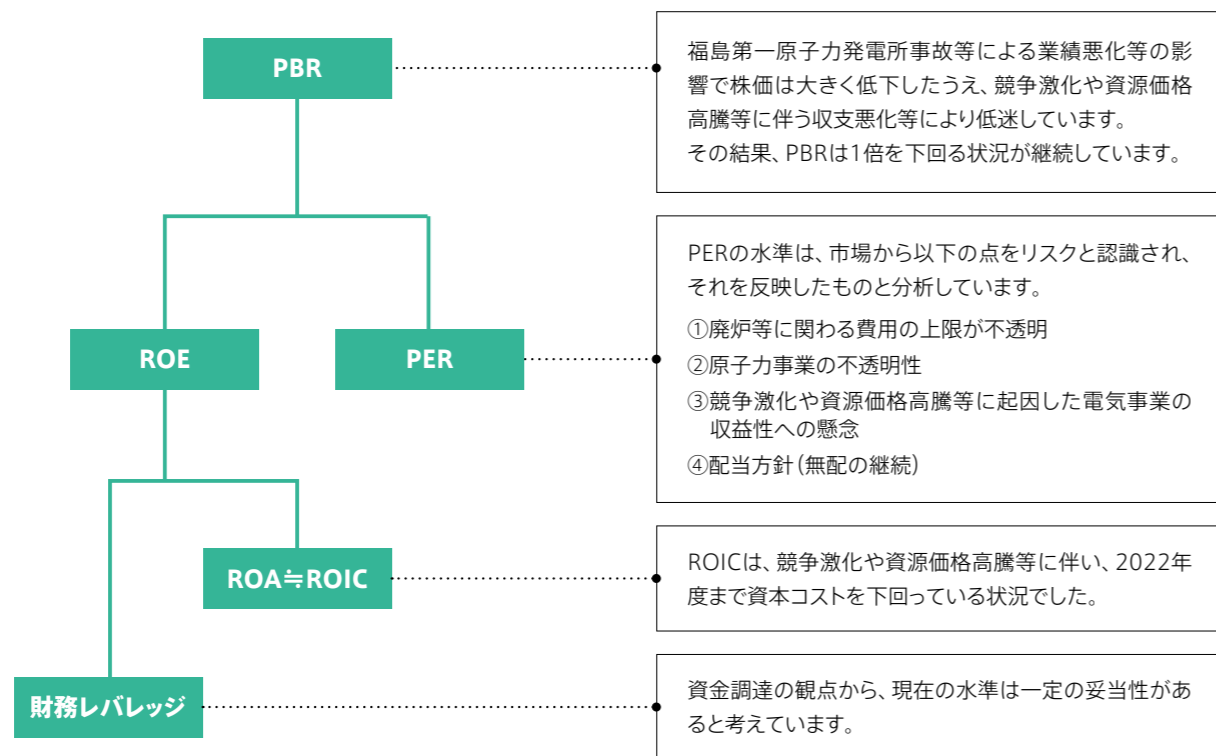 PBR
福島第一原子力発電所事故等による業績悪化等の影
響で株価は大きく低下したうえ、競争激化や資源価格
高騰等に伴う収支悪化等により低迷しています。
その結果、PBRは1倍を下回る状況が継続しています。
ROE
PER
PERの水準は、市場から以下の点をリスクと認識され、
それを反映したものと分析しています。
①廃炉等に関わる費用の上限が不透明
②原子力事業の不透明性
③競争激化や資源価格高騰等に起因した電気事業の
収益性への懸念
④配当方針(無配の継続)
ROA≒ROIC
ROICは、競争激化や資源価格高騰等に伴い、2022年
度まで資本コストを下回っている状況でした。
財務レバレッジ
資金調達の観点から、現在の水準は一定の妥当性があ
ると考えています。